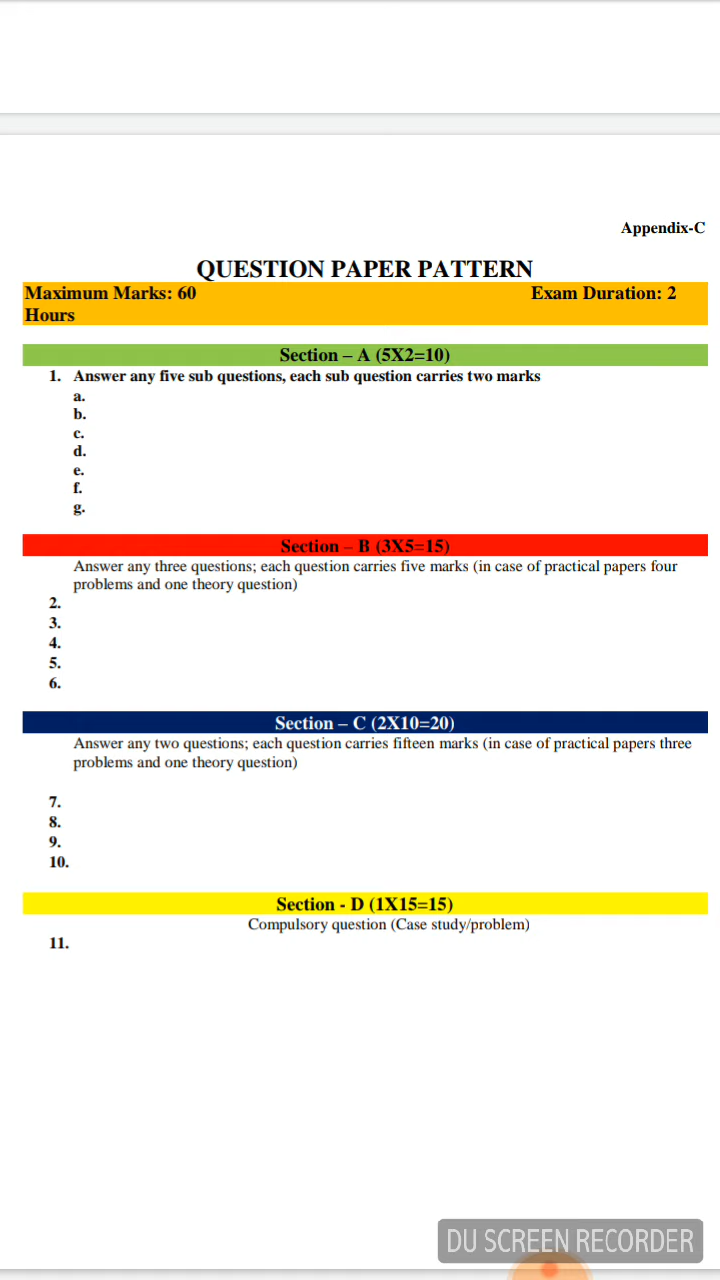 Appendix-C
QUESTION PAPER PATTERN
Maximum Marks: 60 Exam Duration: 2
Hours
Section – A (5X2=10)
1. Answer any five sub questions, each sub question carries two marks
a.
b.
c.
d.
e.
f.
g.
Section – B (3X5=15)
Answer any three questions; each question carries five marks (in case of practical papers four
problems and one theory question)
2.
3.
4.
5.
6.
Section – C (2X10=20)
Answer any two questions; each question carries fifteen marks (in case of practical papers three
problems and one theory question)
7.
8.
9.
10.
Section - D (1X15=15)
Compulsory question (Case study/problem)
11.
DU SCREEN RECORDER